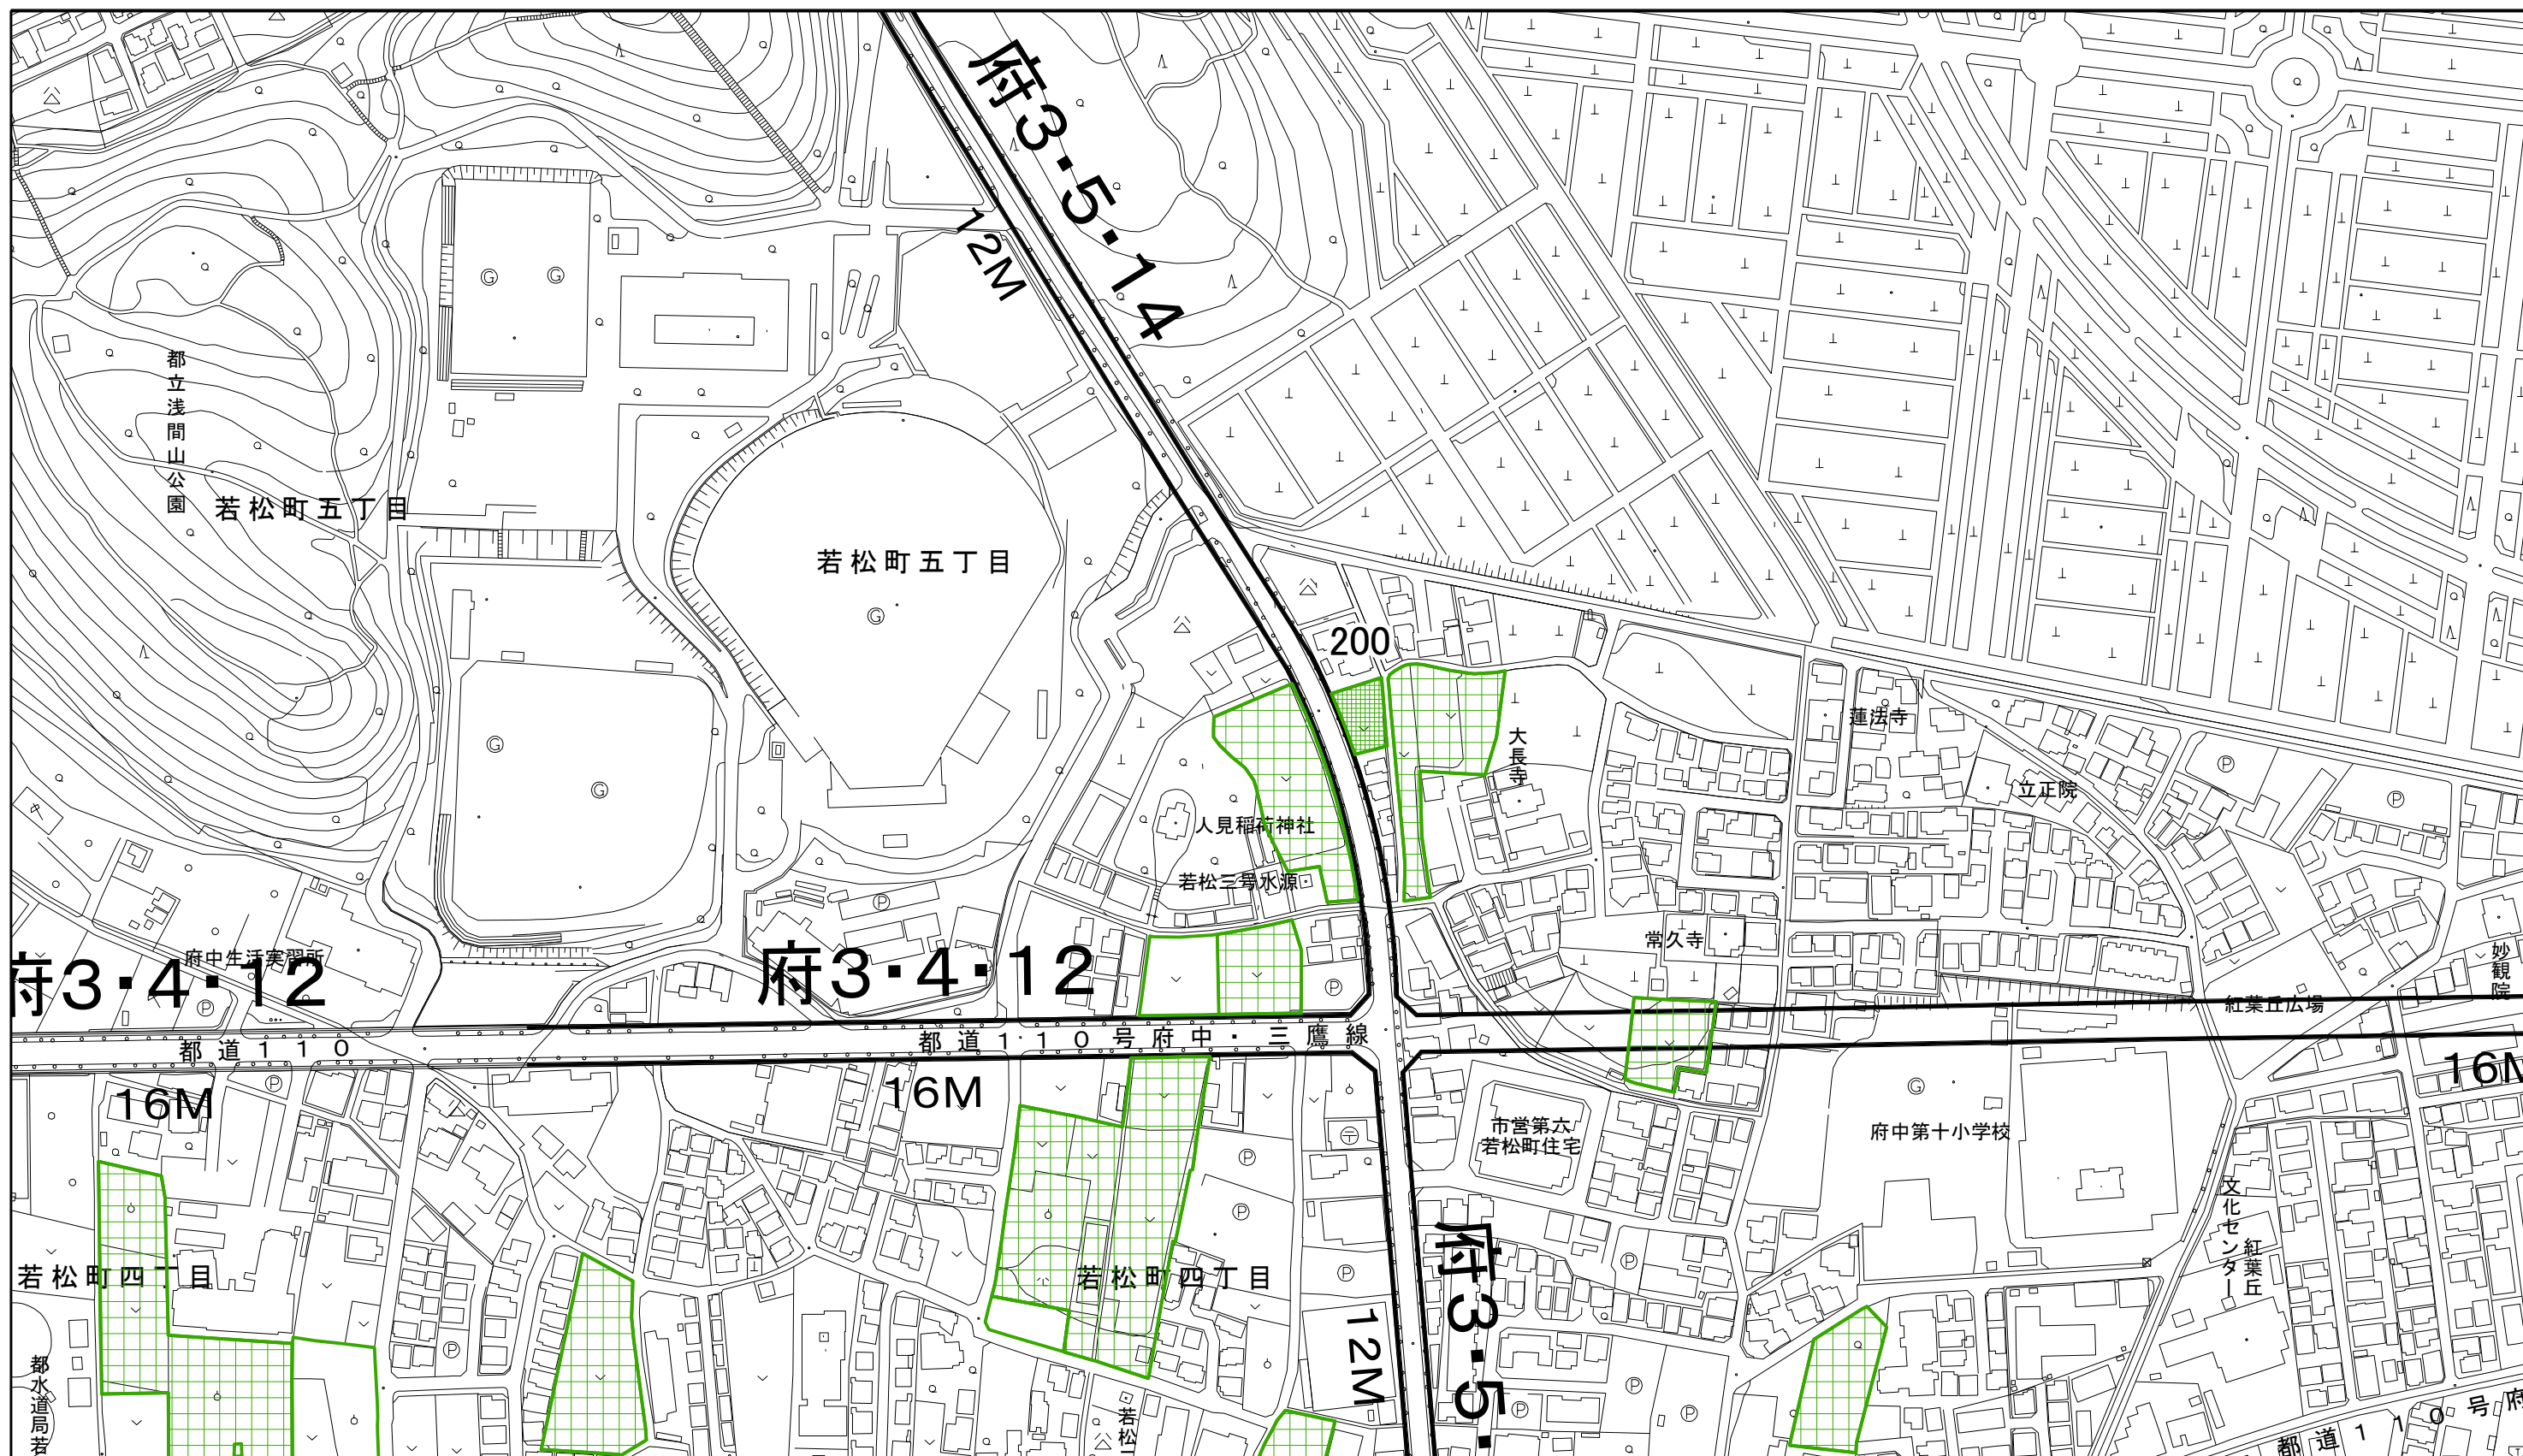 府3・5・14
12M
都立浅間山公園
若松町五丁目
若松町五丁目
200
大長寺
蓮法寺
立正院
人見稲荷神社
若松三号水源
常久寺
妙観院
府中生活実習所
府3・4・12
府3・4・12
紅葉丘広場
都道110
都道110号府中・三鷹線
16M
16M
16M
市営第六
若松町住宅
府中第十小学校
文化センター
紅葉丘
若松町四丁目
若松町四丁目
府3・5・
12M
都水道局若
若松二
都道110号府